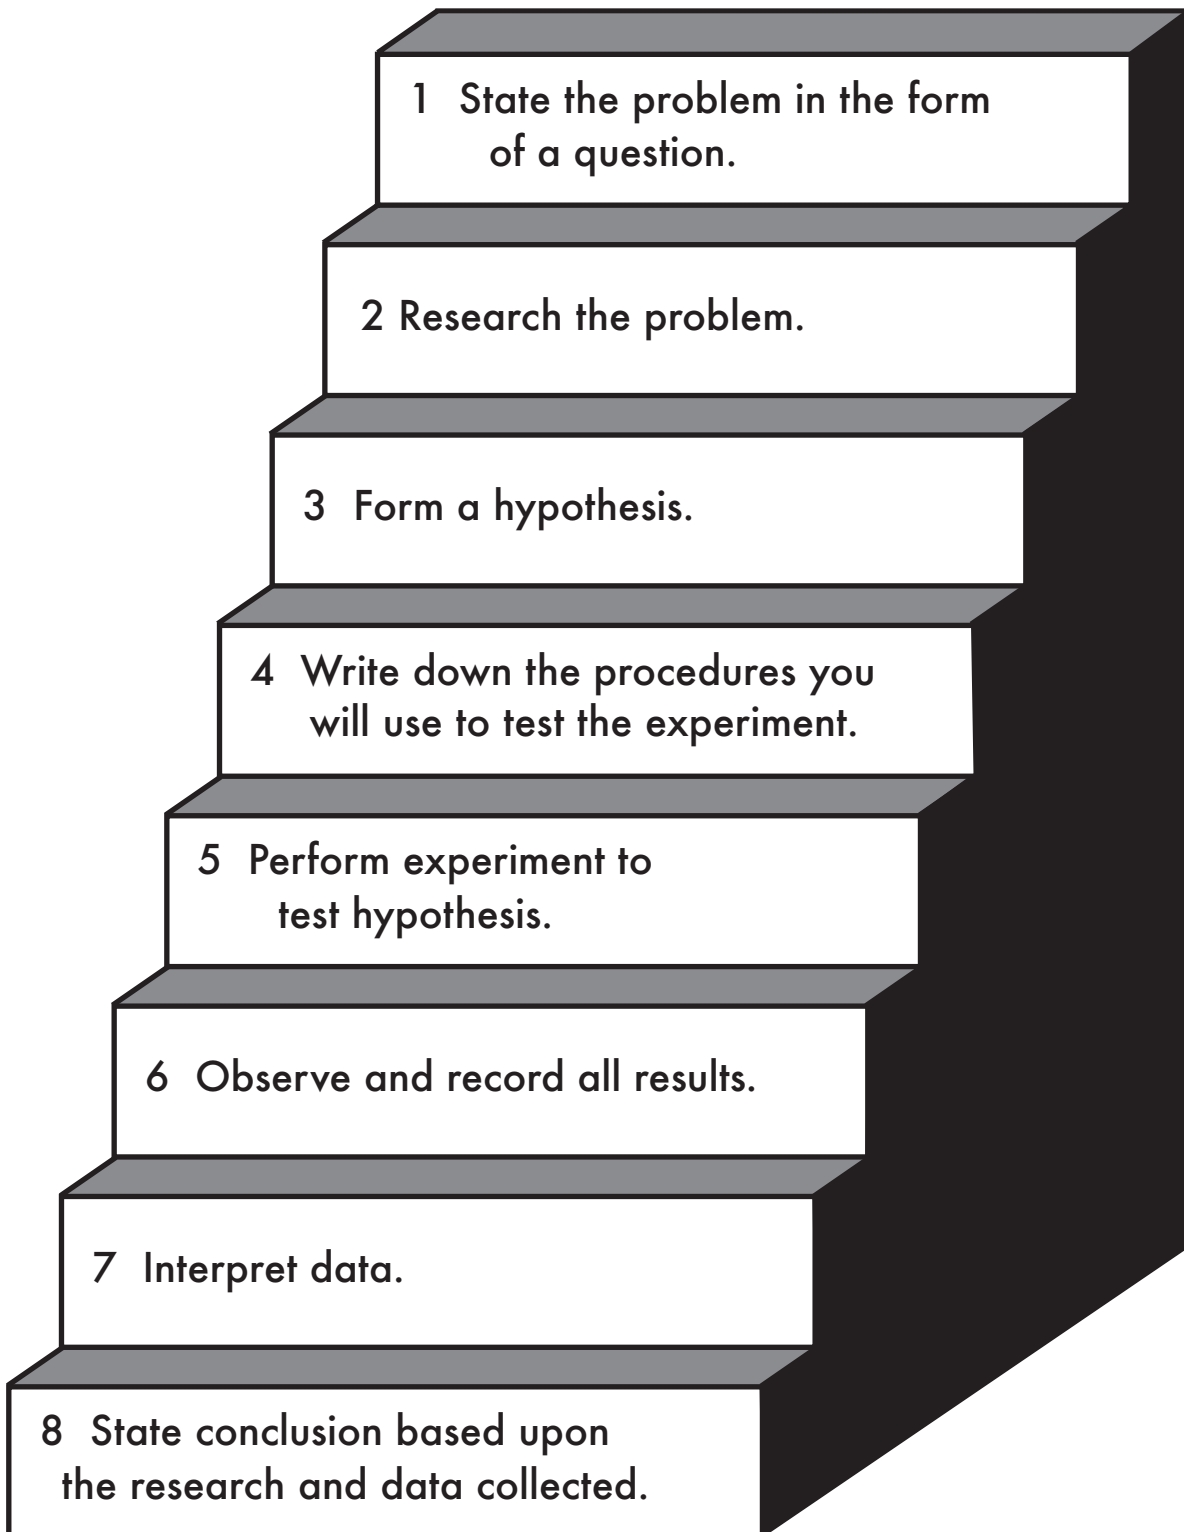 1 State the problem in the form
of a question.
2 Research the problem.
3 Form a hypothesis.
4 Write down the procedures you
will use to test the experiment.
5 Perform experiment to
test hypothesis.
6 Observe and record all results.
7 Interpret data.
8 State conclusion based upon
the research and data collected.